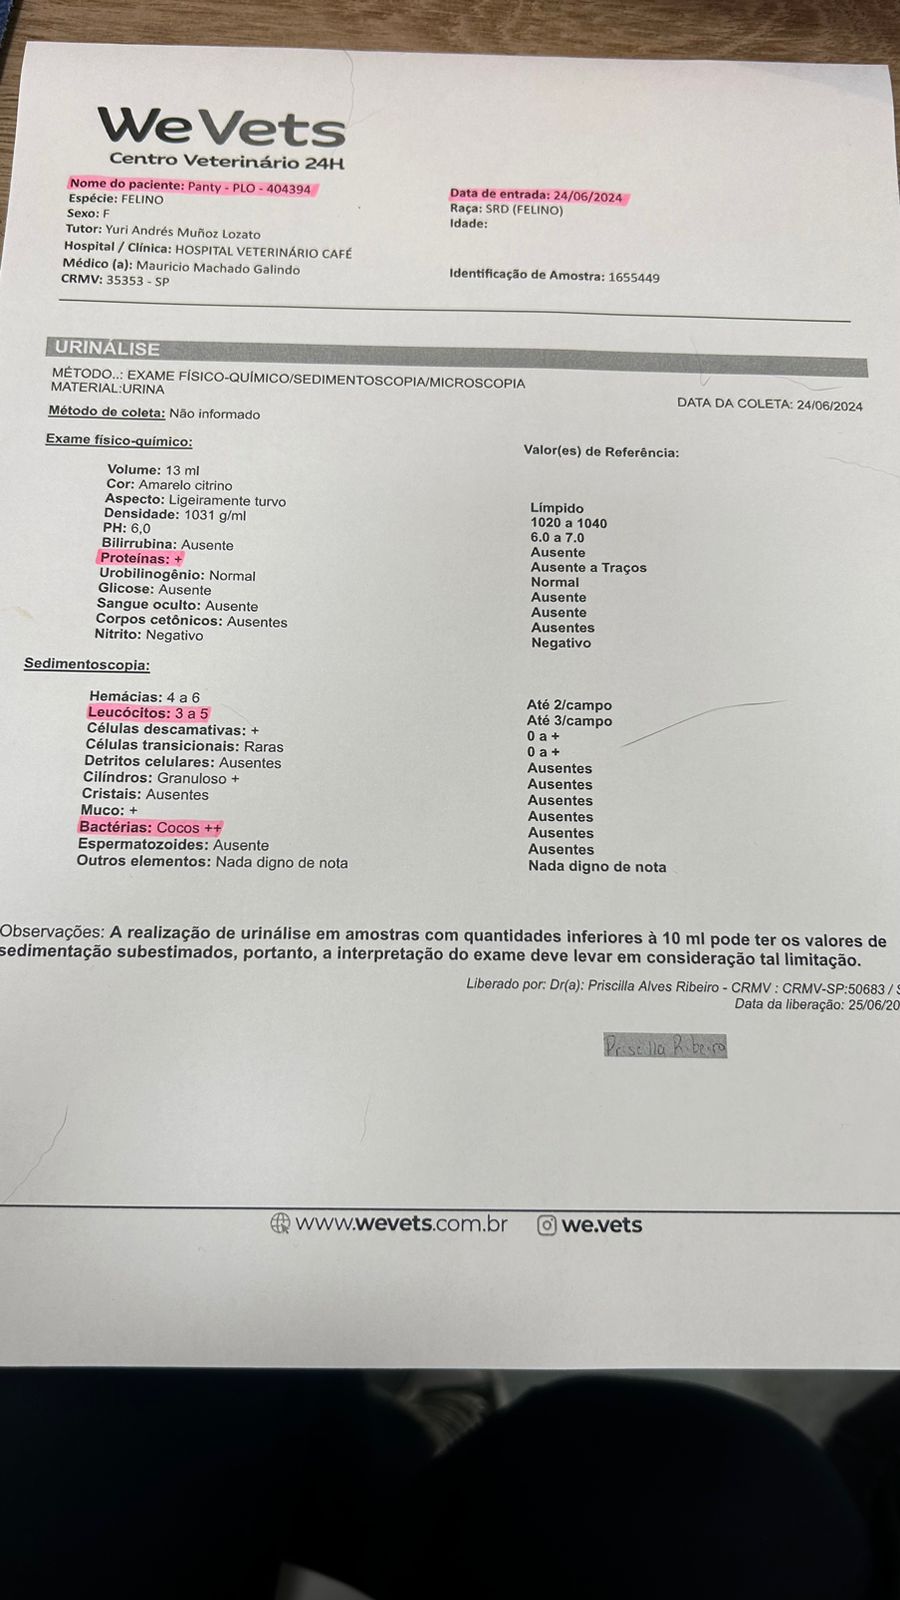 WeVets
Centro Veterinário 24H
Nome do paciente: Panty - PLO - 404394
Espécie: FELINO
Sexo: F
Tutor: Yuri Andrés Muñoz Lozato
Hospital / Clínica: HOSPITAL VETERINÁRIO CAFÉ
Médico (a): Mauricio Machado Galindo
CRMV: 35353 - SP
Data de entrada: 24/06/2024
Raça: SRD (FELINO)
Idade:
Identificação de Amostra: 1655449
URINÁLISE
MÉTODO..: EXAME FÍSICO-QUÍMICO/SEDIMENTOSCOPIA/MICROSCOPIA
MATERIAL:URINA
DATA DA COLETA: 24/06/2024
Método de coleta: Não informado
Exame físico-químico:
Valor(es) de Referência:
Volume: 13 ml
Cor: Amarelo citrino
Aspecto: Ligeiramente turvo Límpido
Densidade: 1031 g/ml 1020 a 1040
PH: 6,0 6.0 a 7.0
Bilirrubina: Ausente Ausente
Proteínas: + Ausente a Traços
Urobilinogênio: Normal Normal
Glicose: Ausente Ausente
Sangue oculto: Ausente Ausente
Corpos cetônicos: Ausentes Ausentes
Nitrito: Negativo Negativo
Sedimentoscopia:
Hemácias: 4 a 6 Até 2/campo
Leucócitos: 3 a 5 Até 3/campo
Células descamativas: + 0 a +
Células transicionais: Raras 0 a +
Detritos celulares: Ausentes Ausentes
Cilíndros: Granuloso + Ausentes
Cristais: Ausentes Ausentes
Muco: + Ausentes
Bactérias: Cocos ++ Ausentes
Espermatozoides: Ausente Ausentes
Outros elementos: Nada digno de nota Nada digno de nota
Observações: A realização de urinálise em amostras com quantidades inferiores à 10 ml pode ter os valores de
sedimentação subestimados, portanto, a interpretação do exame deve levar em consideração tal limitação.
Liberado por: Dr(a): Priscilla Alves Ribeiro - CRMV : CRMV-SP:50683 / S
Data da liberação: 25/06/20
Priscilla Ribeiro
www.wevets.com.br we.vets